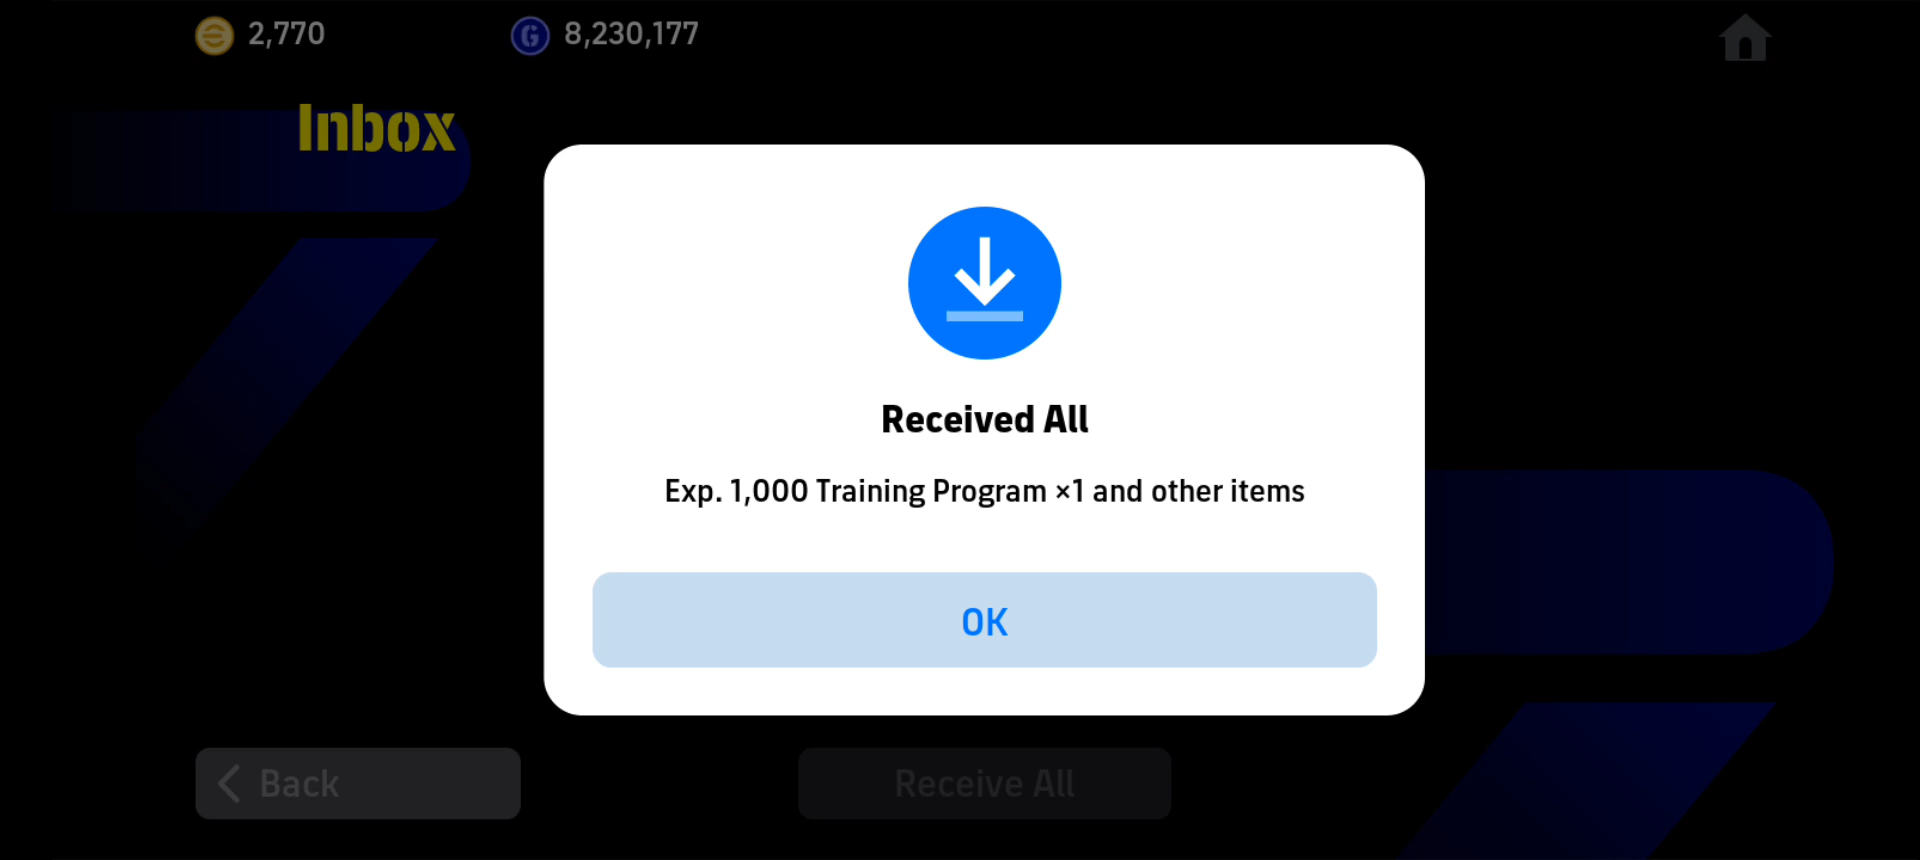 2,770
8,230,177
Inbox
Received All
Exp. 1,000 Training Program ×1 and other items
OK
Back
Receive All